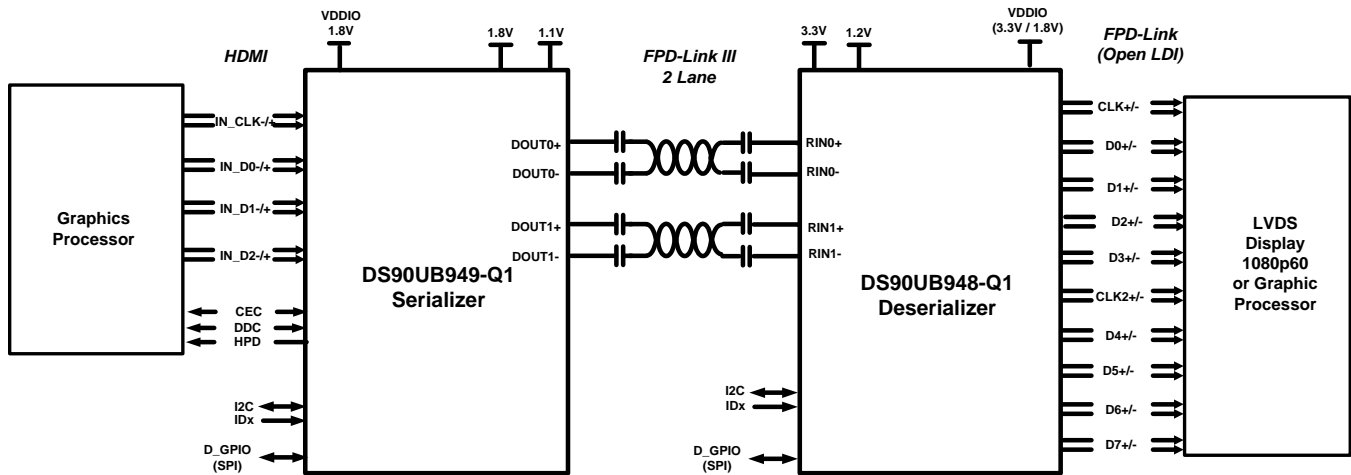 VDDIO
1.8V
1.8V
1.1V
3.3V
1.2V
VDDIO
(3.3V / 1.8V)
HDMI
FPD-Link III
2 Lane
FPD-Link
(Open LDI)
Graphics
Processor
IN_CLK-/+
IN_D0-/+
IN_D1-/+
IN_D2-/+
CEC
DDC
HPD
I2C
IDx
D_GPIO
(SPI)
DS90UB949-Q1
Serializer
DOUT0+
DOUT0-
DOUT1+
DOUT1-
RIN0+
RIN0-
RIN1+
RIN1-
DS90UB948-Q1
Deserializer
I2C
IDx
D_GPIO
(SPI)
CLK+/-
D0+/-
D1+/-
D2+/-
D3+/-
CLK2+/-
D4+/-
D5+/-
D6+/-
D7+/-
LVDS
Display
1080p60
or Graphic
Processor